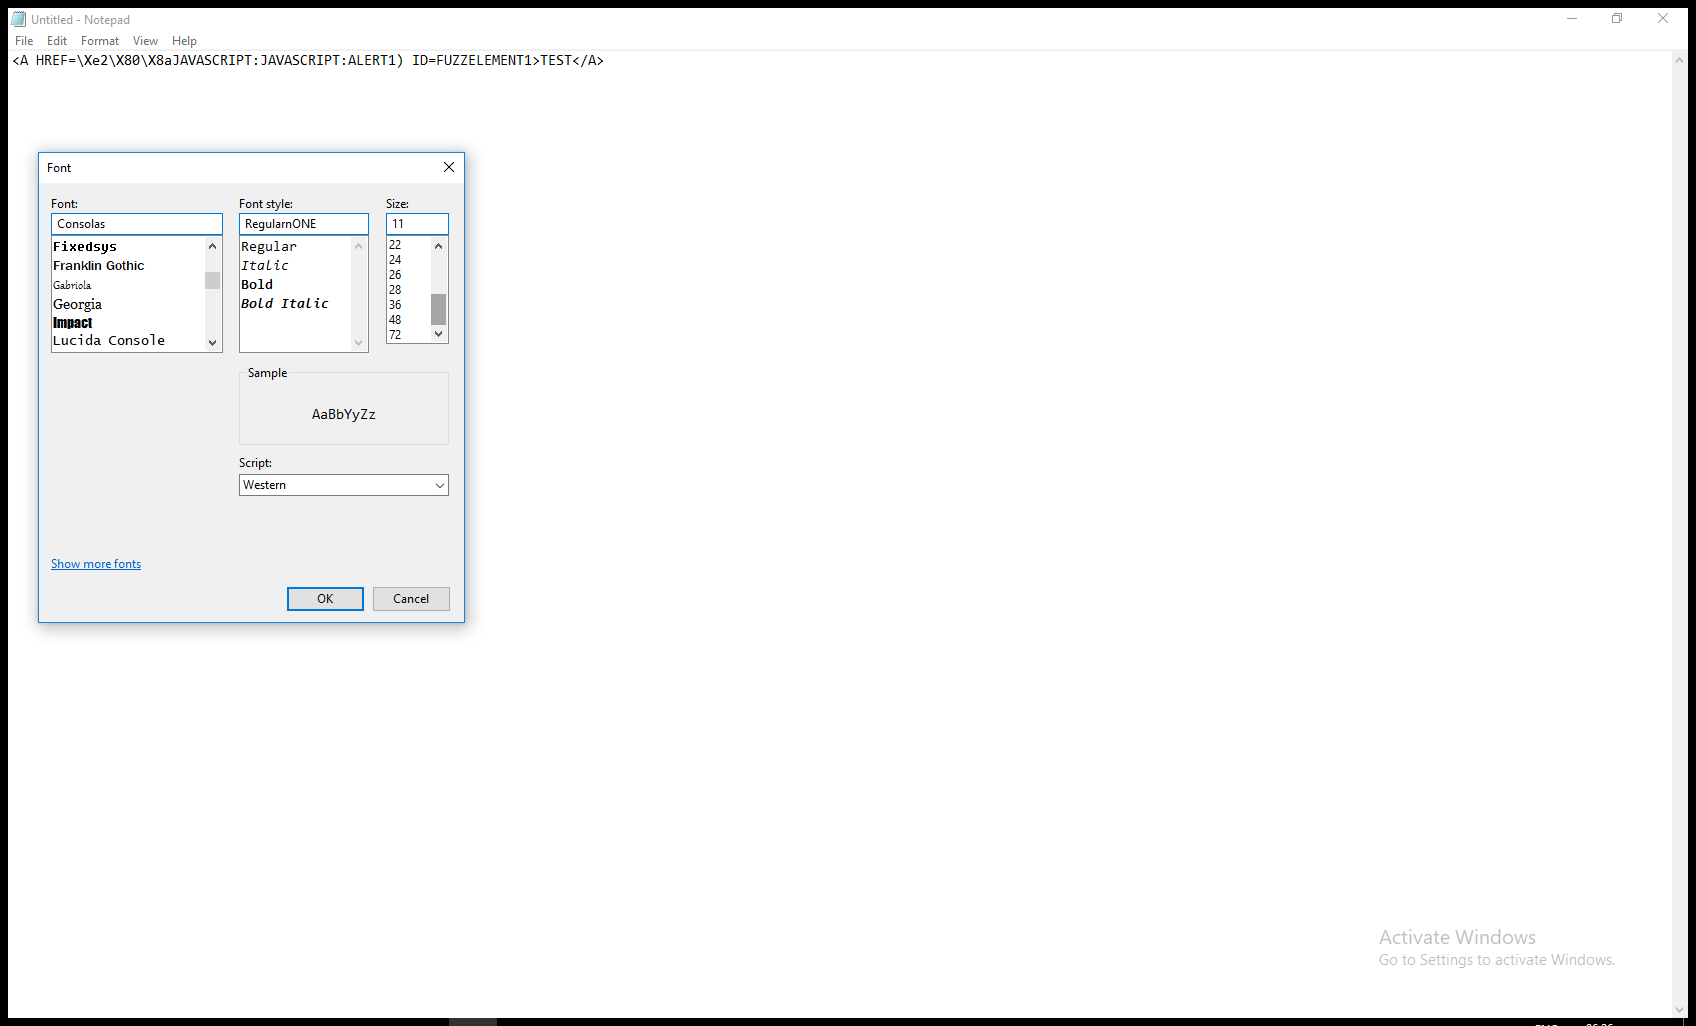 Untitled - Notepad
File Edit Format View Help
<A HREF=\Xe2\X80\X8aJAVASCRIPT:JAVASCRIPT:ALERT1) ID=FUZZELEMENT1>TEST</A>
Font
Font: Font style: Size:
Consolas RegularnONE 11
Fixedsys
Franklin Gothic
Gabriola
Georgia
Impact
Lucida Console
Regular
Italic
Bold
Bold Italic
22
24
26
28
36
48
72
Sample
AaBbYyZz
Script:
Western
Show more fonts
OK Cancel
Activate Windows
Go to Settings to activate Windows.